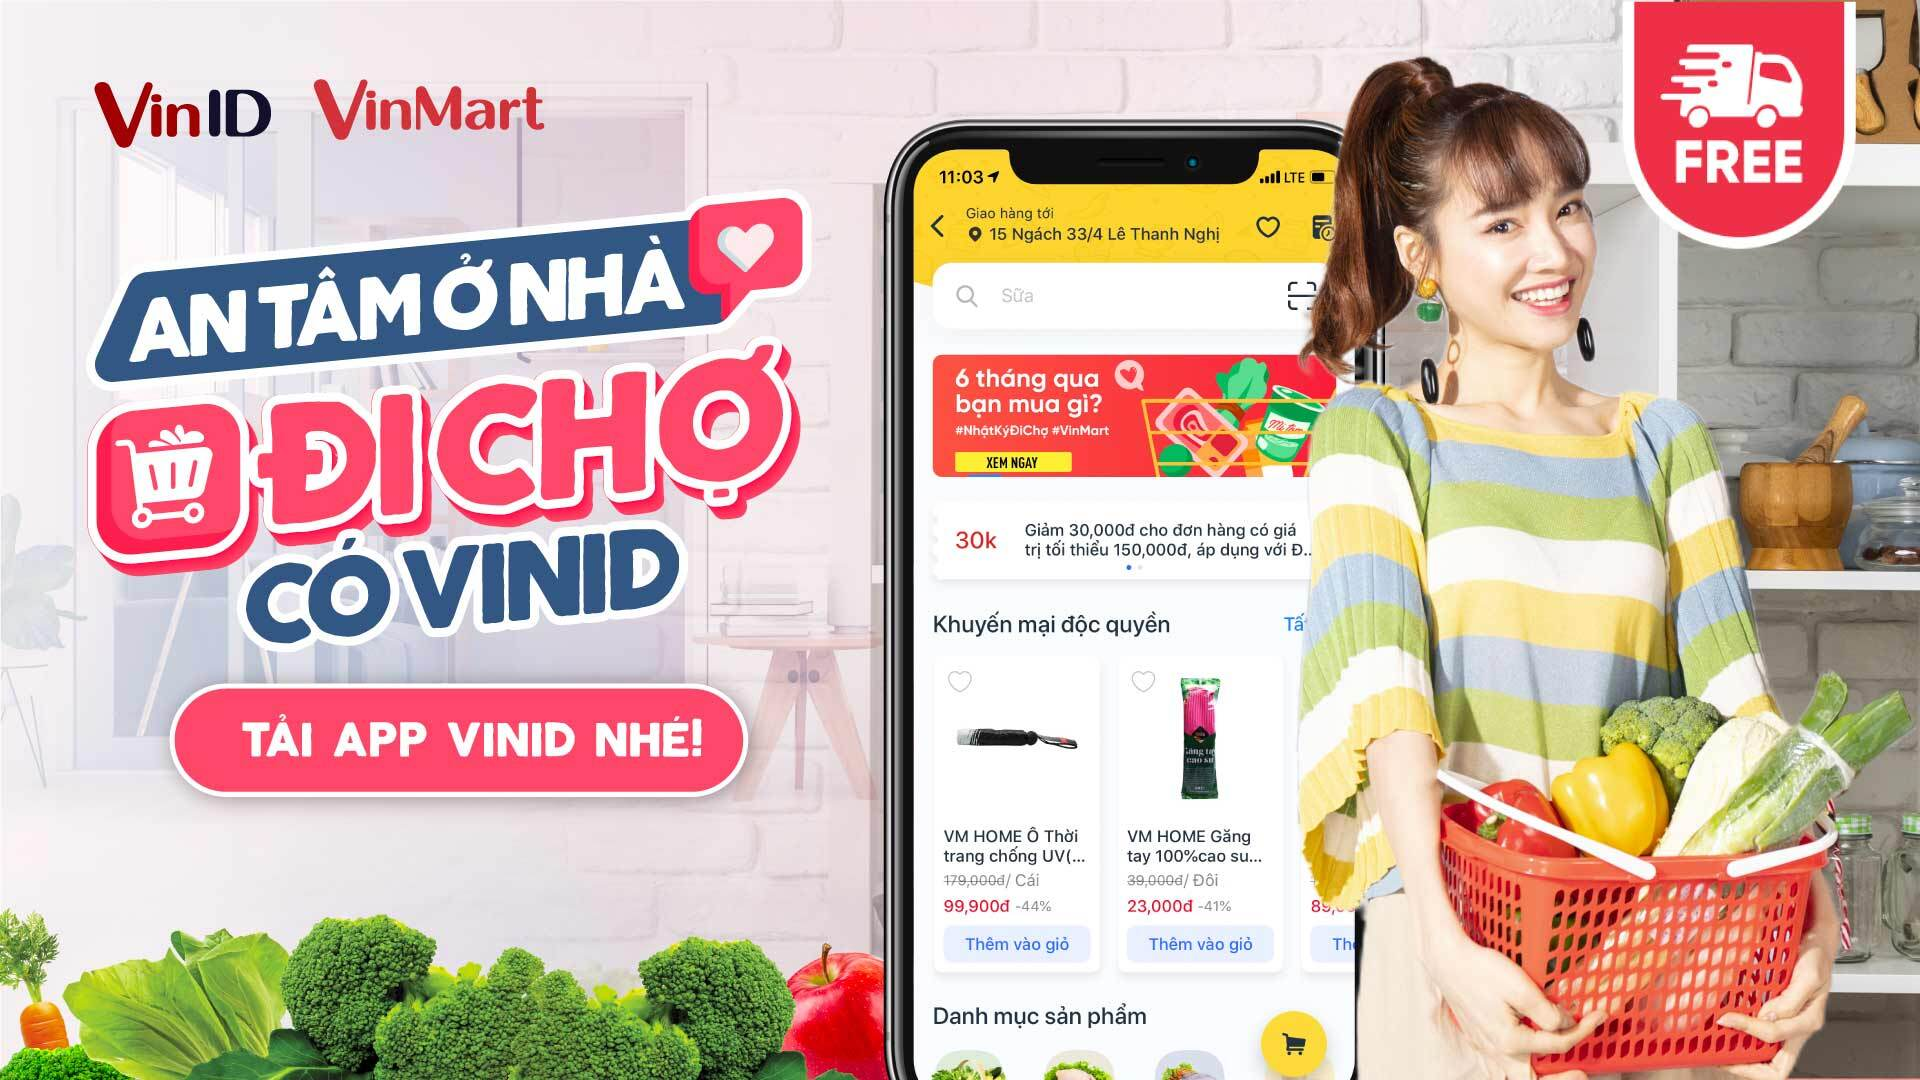 VinID VinMart
AN TÂM Ở NHÀ
ĐI CHỢ
CÓ VINID
TẢI APP VINID NHÉ!
FREE
11:03 LTE
Giao hàng tới
15 Ngách 33/4 Lê Thanh Nghị
Sữa
6 tháng qua
bạn mua gì?
#NhậtKýĐiChợ #VinMart
XEM NGAY
30k
Giảm 30,000đ cho đơn hàng có giá
trị tối thiểu 150,000đ, áp dụng với Đ...
Khuyến mại độc quyền
VM HOME Ô Thời
trang chống UV(...
179,000đ/ Cái
99,900đ -44%
Thêm vào giỏ
Găng tay
cao su
VM HOME Găng
tay 100%cao su...
39,000đ/ Đôi
23,000đ -41%
Thêm vào giỏ
Danh mục sản phẩm